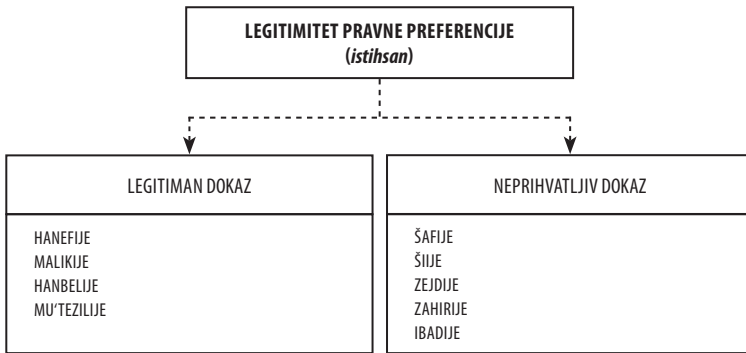 LEGITIMITET PRAVNE PREFERENCIJE
(istihsan)
LEGITIMAN DOKAZ
HANEFIJE
MALIKIJE
HANBELIJE
MU‘TEZILIJE
NEPRIHVATLJIV DOKAZ
ŠAFIJE
ŠIIJE
ZEJDIJE
ZAHIRIJE
IBADIJE